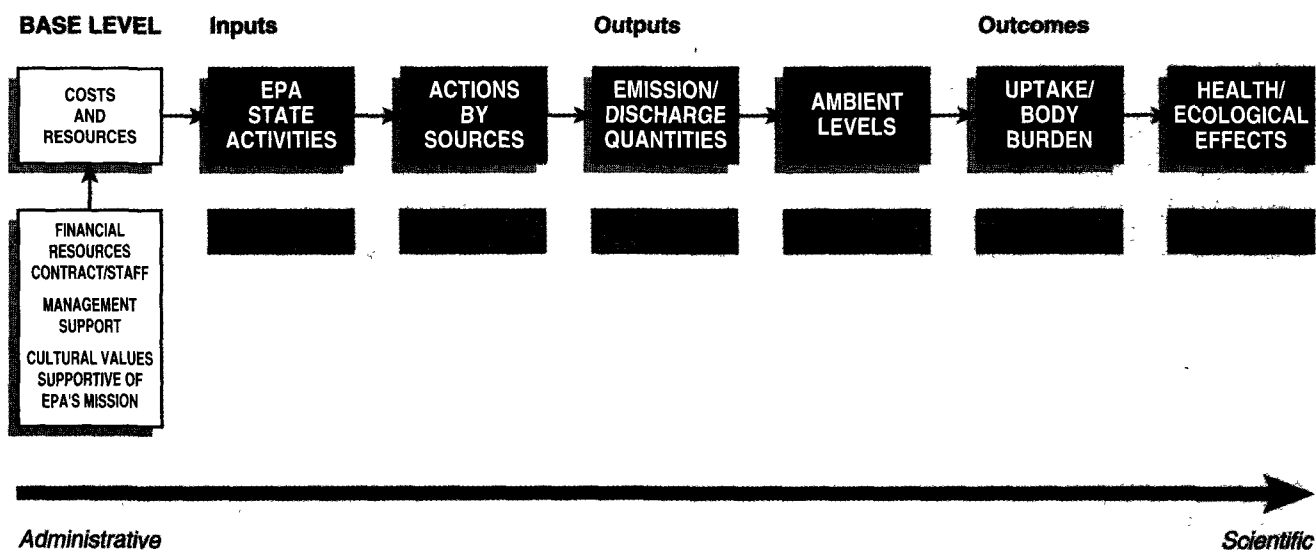 BASE LEVEL
Inputs
Outputs
Outcomes
COSTS
AND
RESOURCES
EPA
STATE
ACTIVITIES
ACTIONS
BY
SOURCES
EMISSION/
DISCHARGE
QUANTITIES
AMBIENT
LEVELS
UPTAKE/
BODY
BURDEN
HEALTH/
ECOLOGICAL
EFFECTS
FINANCIAL
RESOURCES
CONTRACT/STAFF
MANAGEMENT
SUPPORT
CULTURAL VALUES
SUPPORTIVE OF
EPA'S MISSION
Administrative
Scientific